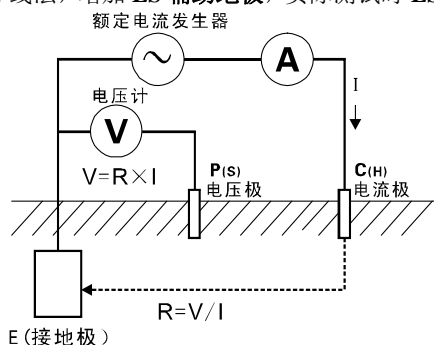 额定电流发生器
A
I
电压计
V
V=R×I
P(S)
电压极
C(H)
电流极
R=V/I
E(接地极)